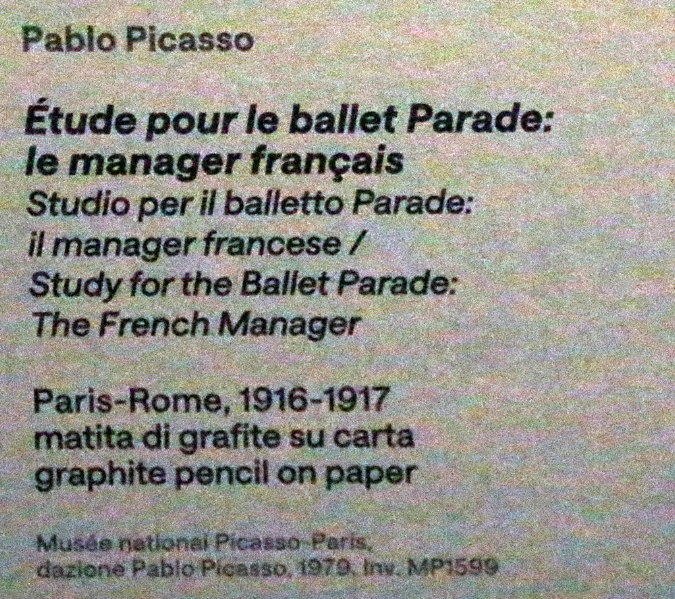 Pablo Picasso
Étude pour le ballet Parade:
le manager français
Studio per il balletto Parade:
il manager francese /
Study for the Ballet Parade:
The French Manager
Paris-Rome, 1916-1917
matita di grafite su carta
graphite pencil on paper
Musée national Picasso-Paris,
dazione Pablo Picasso, 1979. Inv. MP1599